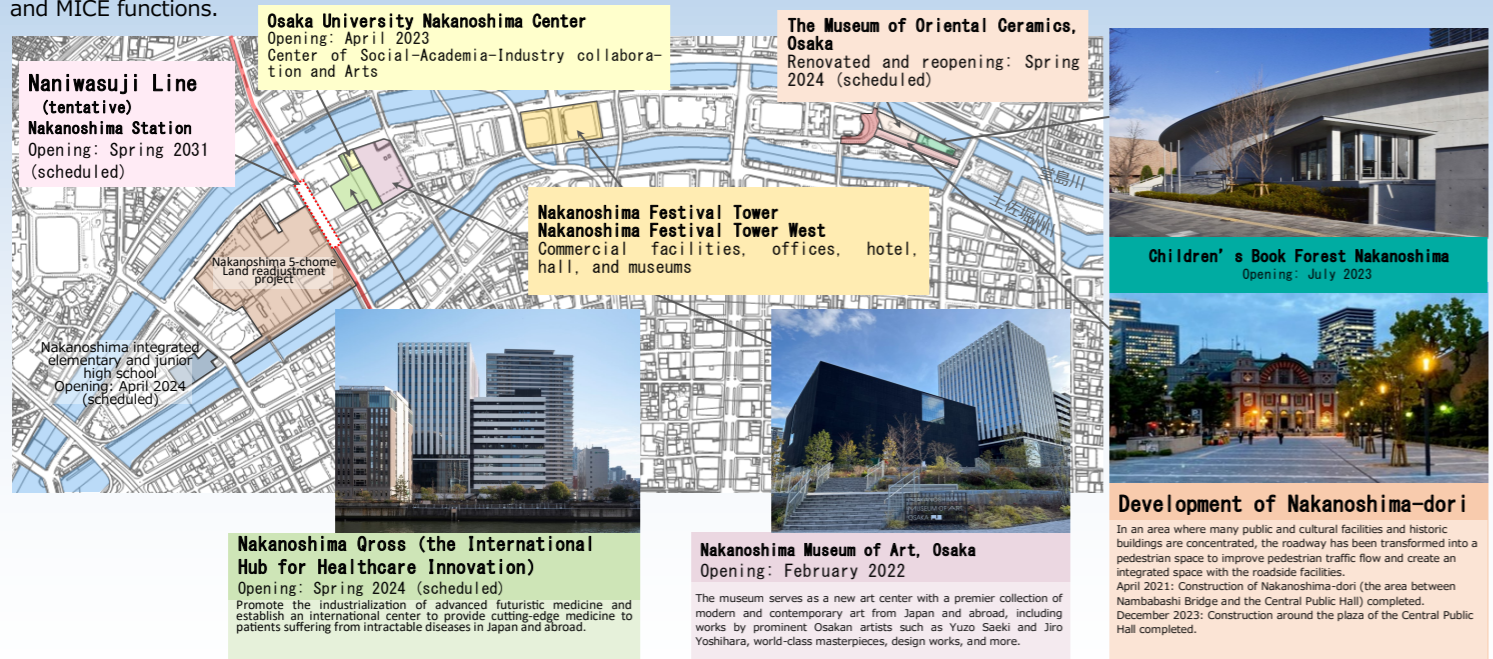 and MICE functions.
Osaka University Nakanoshima Center
Opening: April 2023
Center of Social-Academia-Industry collabora-
tion and Arts
The Museum of Oriental Ceramics,
Osaka
Renovated and reopening: Spring
2024 (scheduled)
Naniwasuji Line
(tentative)
Nakanoshima Station
Opening: Spring 2031
(scheduled)
堂島川
土佐堀川
Nakanoshima Festival Tower
Nakanoshima Festival Tower West
Commercial facilities, offices, hotel,
hall, and museums
Children's Book Forest Nakanoshima
Opening: July 2023
Nakanoshima 5-chome
Land readjustment
project
Nakanoshima integrated
elementary and junior
high school
Opening: April 2024
(scheduled)
Nakanoshima Qross (the International
Hub for Healthcare Innovation)
Opening: Spring 2024 (scheduled)
Promote the industrialization of advanced futuristic medicine and
establish an international center to provide cutting-edge medicine to
patients suffering from intractable diseases in Japan and abroad.
Nakanoshima Museum of Art, Osaka
Opening: February 2022
The museum serves as a new art center with a premier collection of
modern and contemporary art from Japan and abroad, including
works by prominent Osakan artists such as Yuzo Saeki and Jiro
Yoshihara, world-class masterpieces, design works, and more.
Development of Nakanoshima-dori
In an area where many public and cultural facilities and historic
buildings are concentrated, the roadway has been transformed into a
pedestrian space to improve pedestrian traffic flow and create an
integrated space with the roadside facilities.
April 2021: Construction of Nakanoshima-dori (the area between
Nambabashi Bridge and the Central Public Hall) completed.
December 2023: Construction around the plaza of the Central Public
Hall completed.